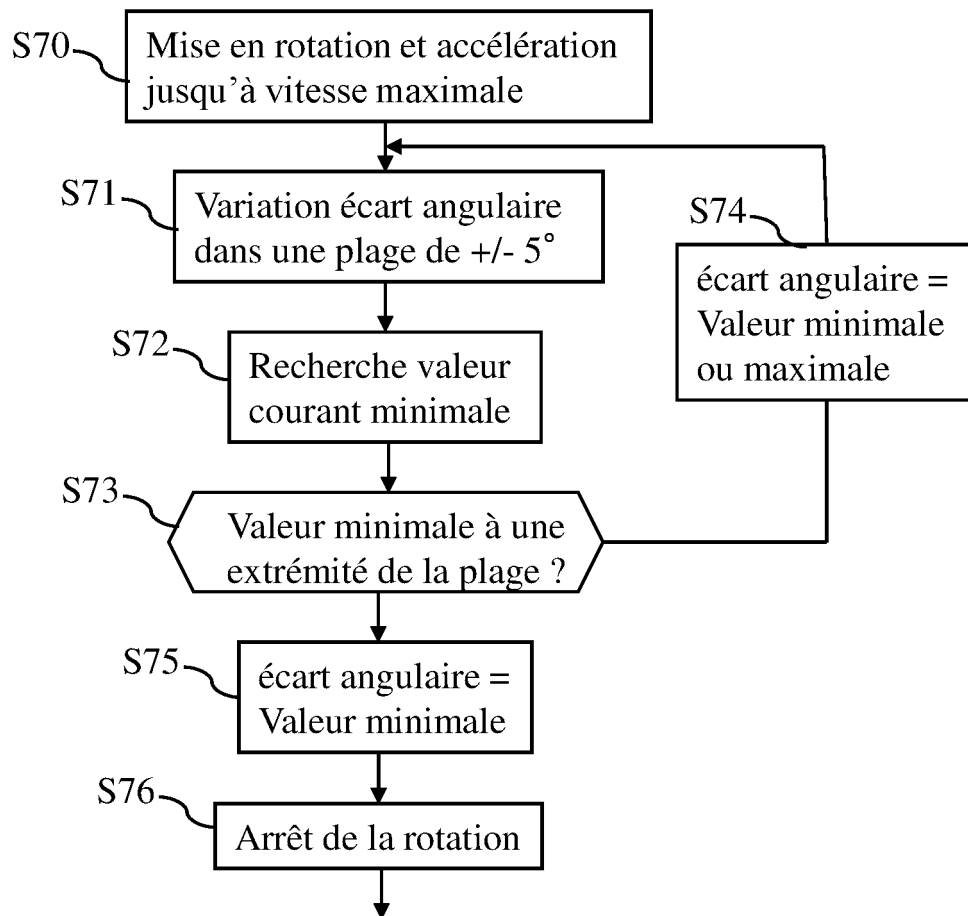 S70
Mise en rotation et accélération
jusqu’à vitesse maximale
S71
Variation écart angulaire
dans une plage de +/- 5°
S72
Recherche valeur
courant minimale
S73
Valeur minimale à une
extrémité de la plage ?
S74
écart angulaire =
Valeur minimale
ou maximale
S75
écart angulaire =
Valeur minimale
S76
Arrêt de la rotation